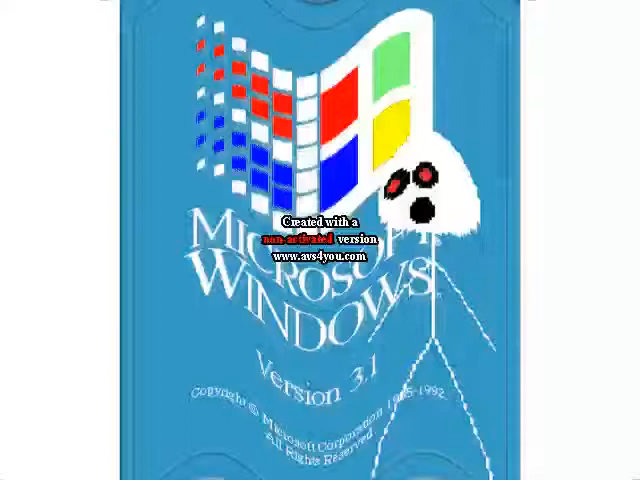 Created with a
non-activated version
www.avs4you.com
MICROSOFT
WINDOWS
Version 3.1
Copyright © Microsoft Corporation 1985-1992.
All Rights Reserved.